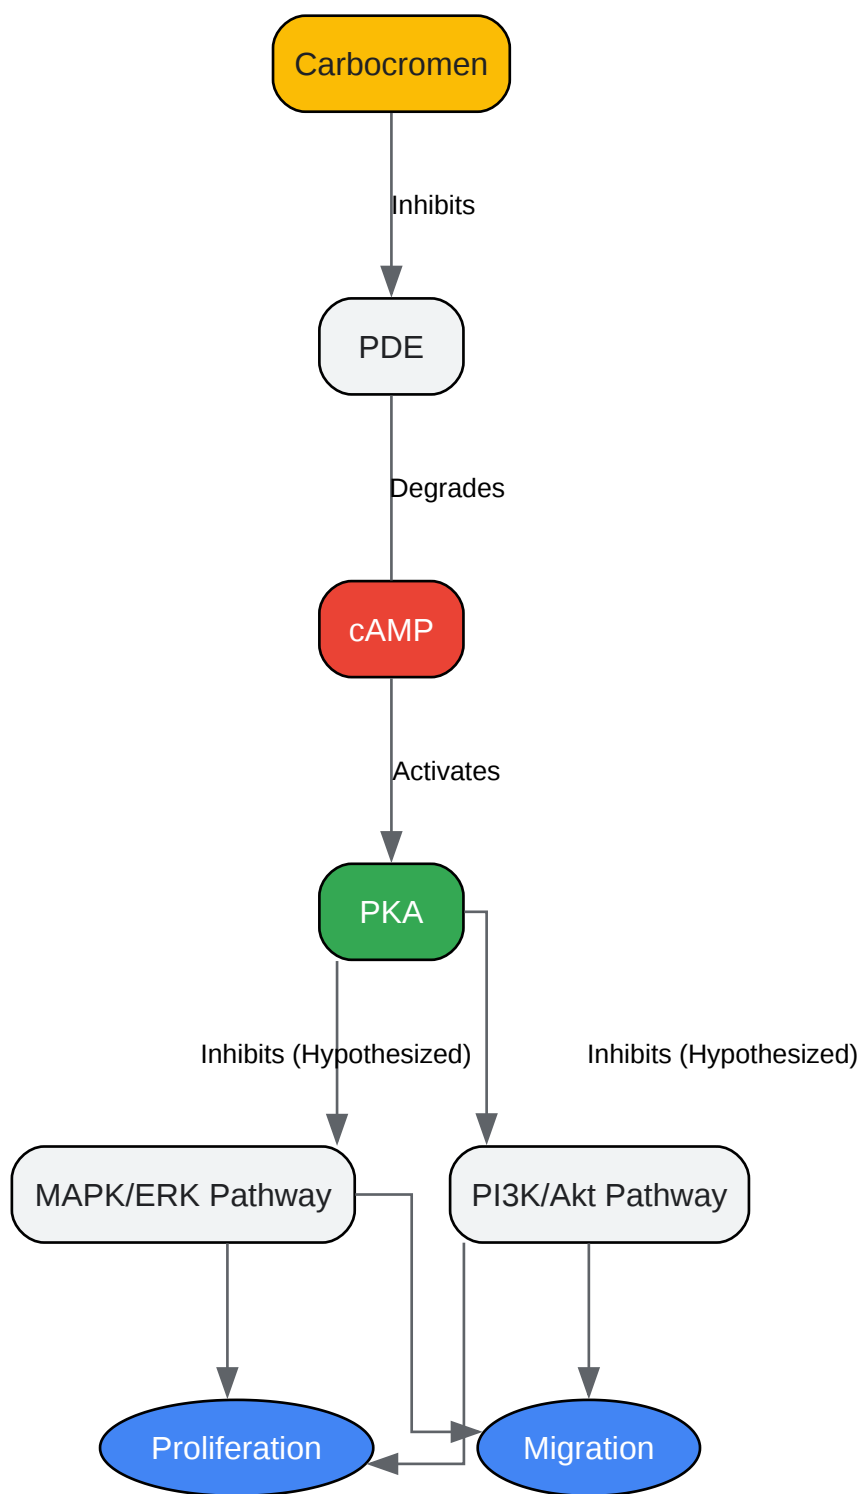 Carbocromen
Inhibits
PDE
Degrades
cAMP
Activates
PKA
Inhibits (Hypothesized)
Inhibits (Hypothesized)
MAPK/ERK Pathway
PI3K/Akt Pathway
Proliferation
Migration